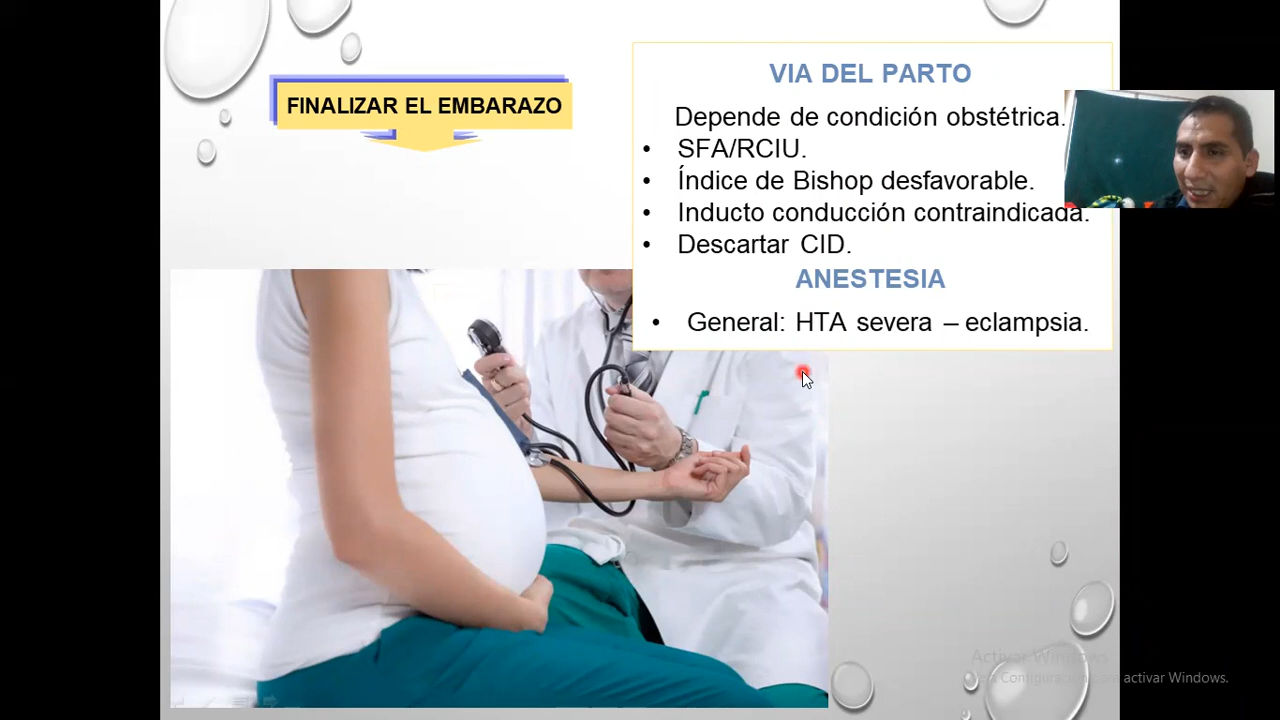 FINALIZAR EL EMBARAZO
VIA DEL PARTO
Depende de condición obstétrica.
• SFA/RCIU.
• Índice de Bishop desfavorable.
• Inducto conducción contraindicada.
• Descartar CID.
ANESTESIA
• General: HTA severa – eclampsia.
Activar Windows
activar Windows.